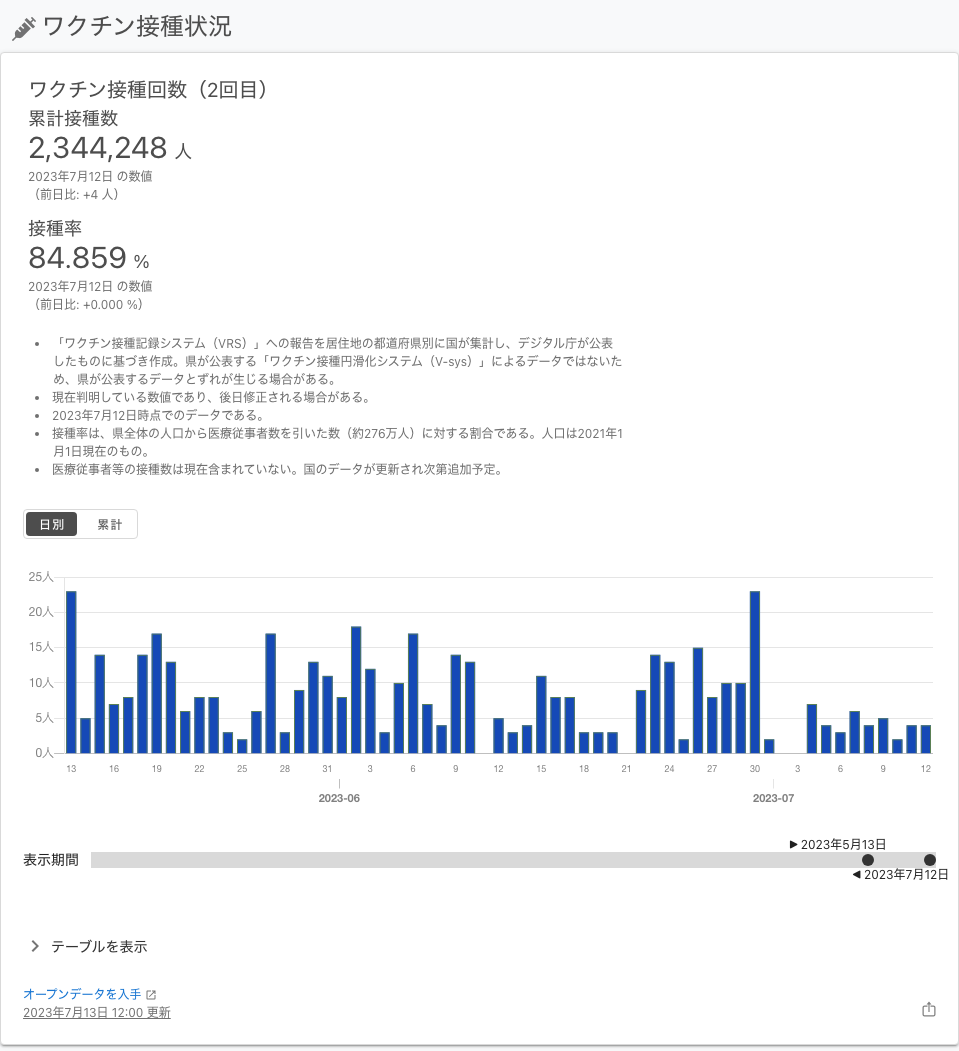 ワクチン接種状況
ワクチン接種回数（2回目）
累計接種数
2,344,248 人
2023年7月12日 の数値
（前日比: +4 人）
接種率
84.859 %
2023年7月12日 の数値
（前日比: +0.000 %）
• 「ワクチン接種記録システム（VRS）」への報告を居住地の都道府県別に国が集計し、デジタル庁が公表
したものに基づき作成。県が公表する「ワクチン接種円滑化システム（V-sys）」によるデータではないた
め、県が公表するデータとずれが生じる場合がある。
• 現在判明している数値であり、後日修正される場合がある。
• 2023年7月12日時点でのデータである。
• 接種率は、県全体の人口から医療従事者数を引いた数（約276万人）に対する割合である。人口は2021年1
月1日現在のもの。
• 医療従事者等の接種数は現在含まれていない。国のデータが更新され次第追加予定。
日別 累計
25人
20人
15人
10人
5人
0人
13 16 19 22 25 28 31 3 6 9 12 15 18 21 24 27 30 3 6 9 12
2023-06 2023-07
▶ 2023年5月13日
表示期間
◀ 2023年7月12日
テーブルを表示
オープンデータを入手
2023年7月13日 12:00 更新